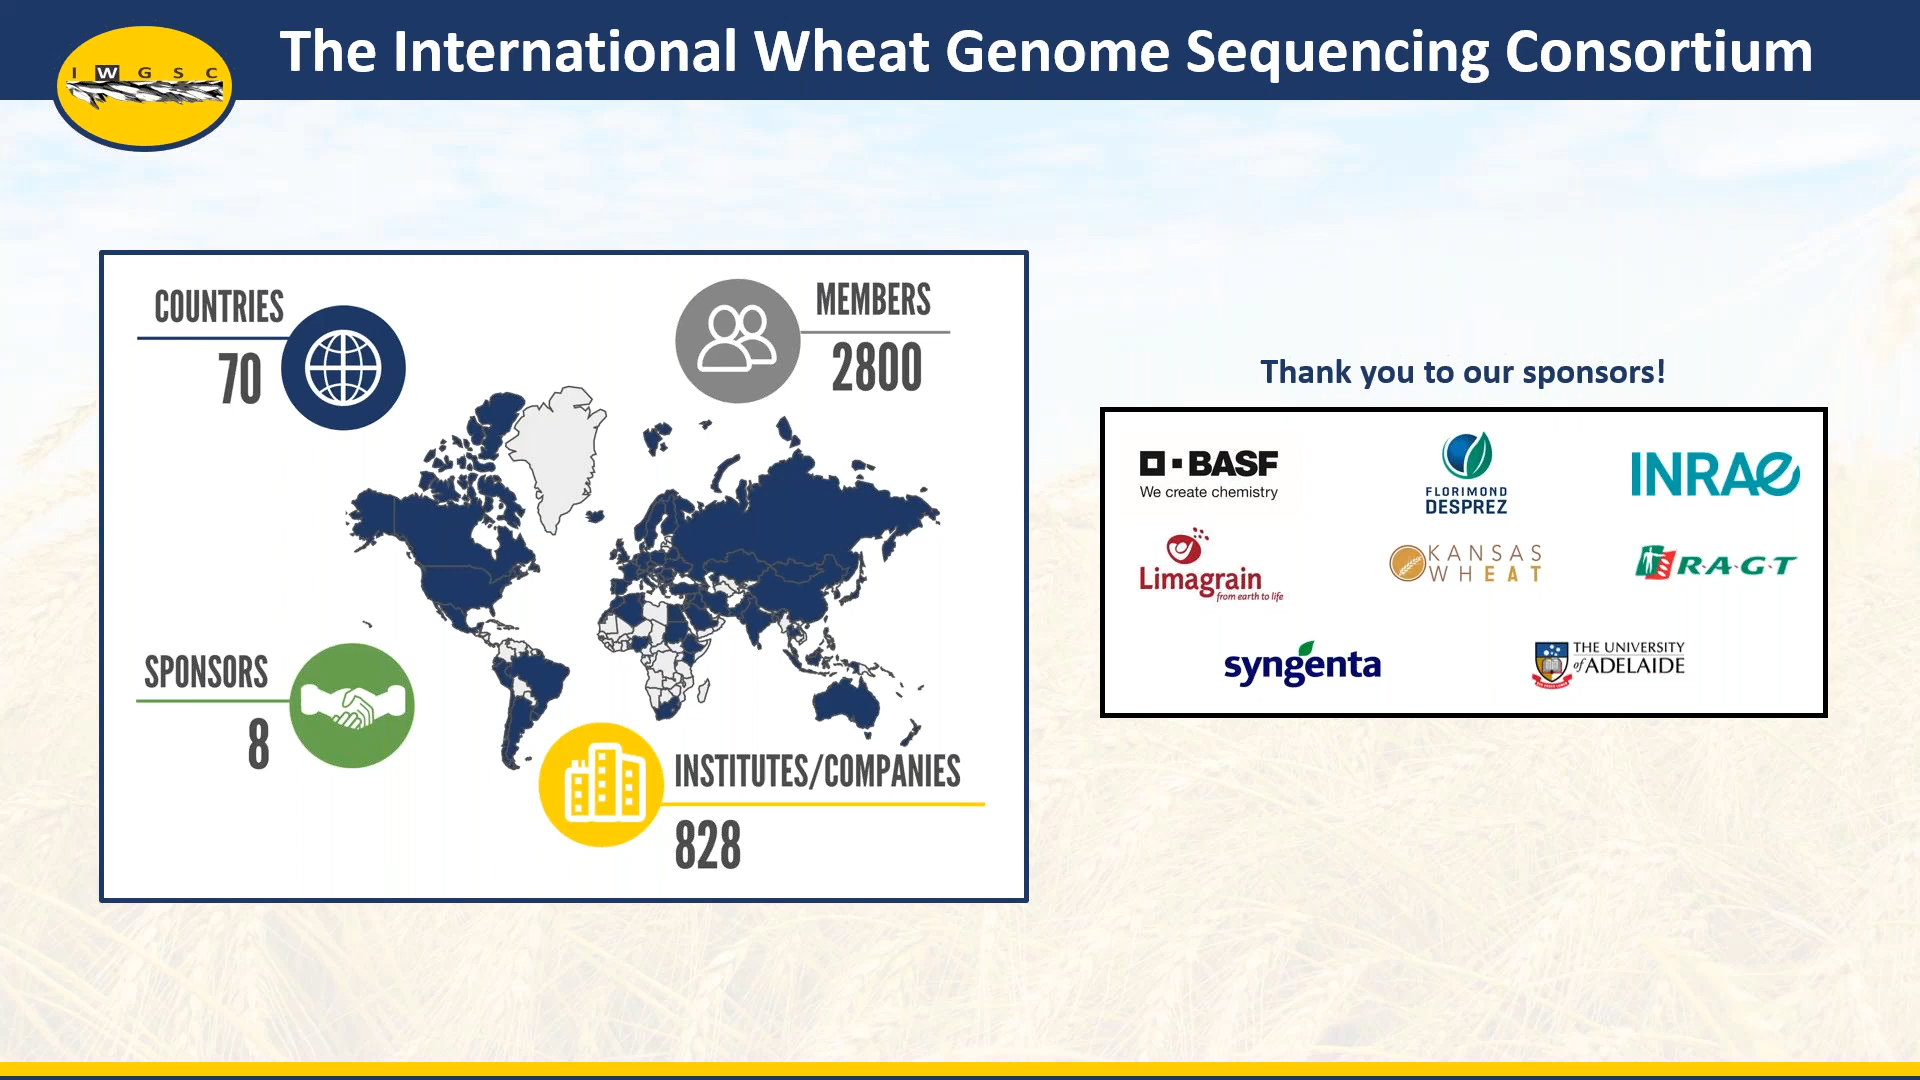 The International Wheat Genome Sequencing Consortium
I W G S C
COUNTRIES
70
MEMBERS
2800
SPONSORS
8
INSTITUTES/COMPANIES
828
Thank you to our sponsors!
BASF
We create chemistry
FLORIMOND
DESPREZ
INRAE
Limagrain
from earth to life
KANSAS
WHEAT
R·A·G·T
syngenta
THE UNIVERSITY
of ADELAIDE